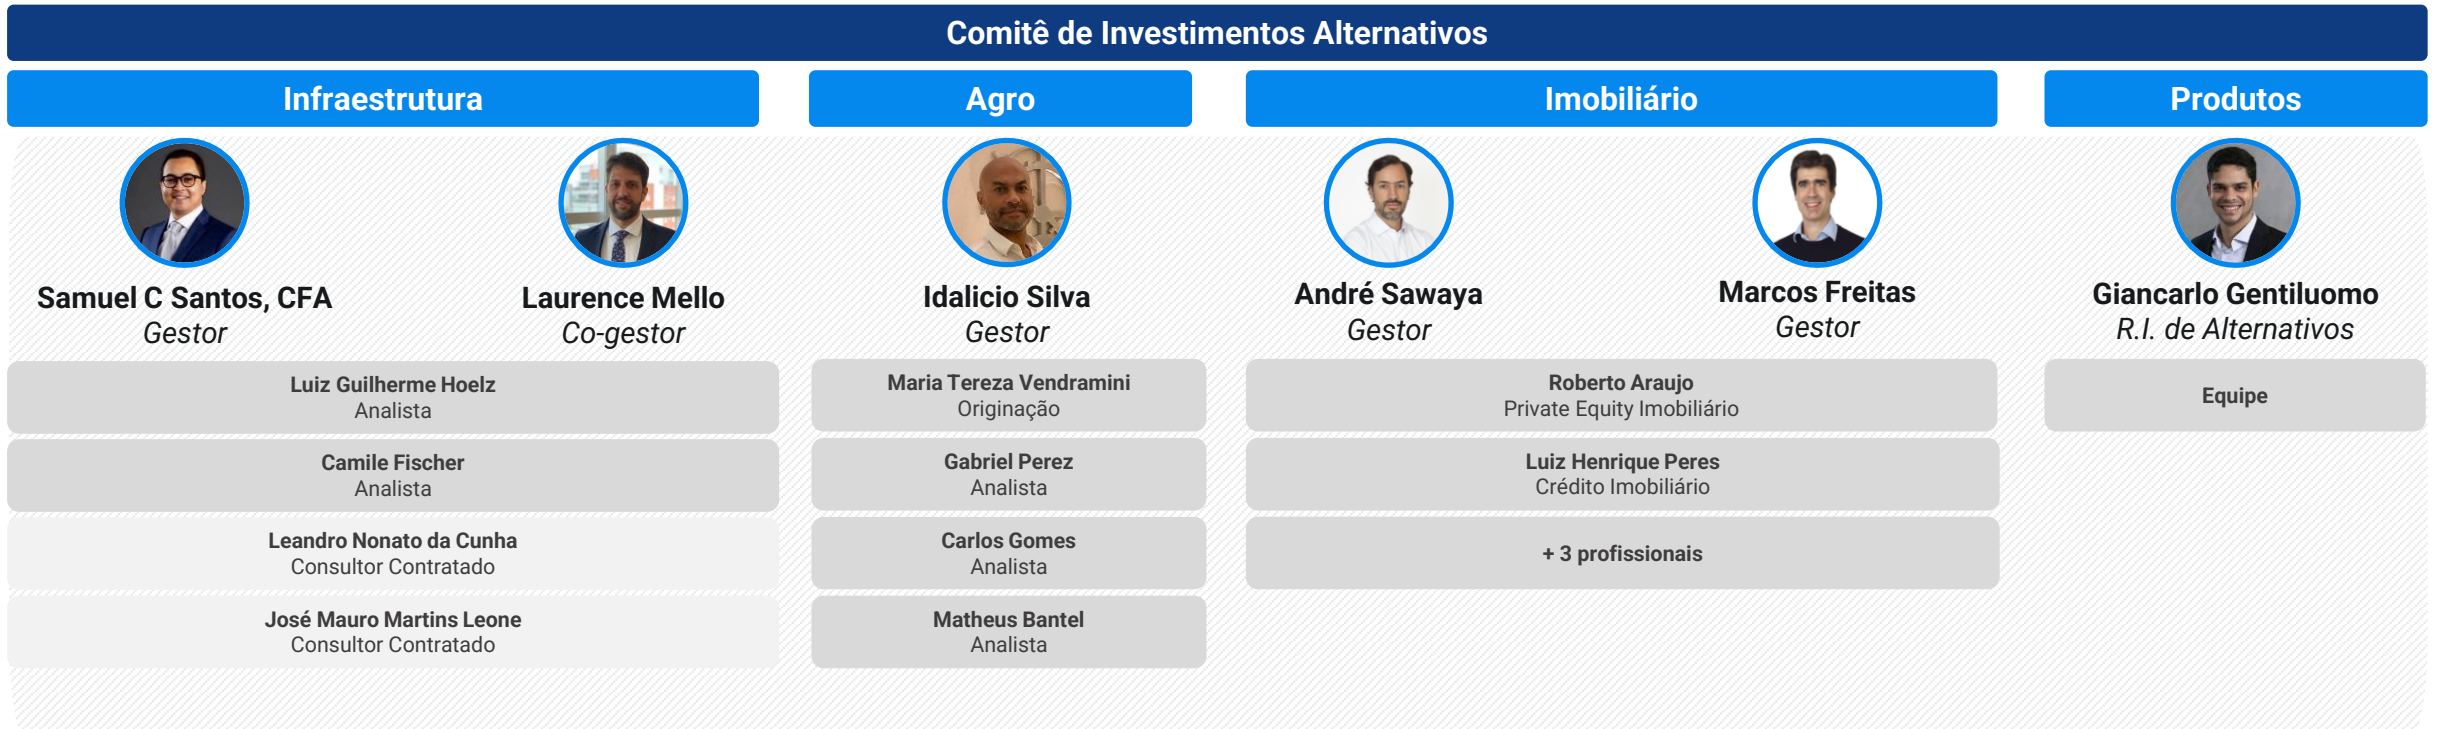 Comitê de Investimentos Alternativos
Infraestrutura
Samuel C Santos, CFA
Gestor
Laurence Mello
Co-gestor
Luiz Guilherme Hoelz
Analista
Camile Fischer
Analista
Leandro Nonato da Cunha
Consultor Contratado
José Mauro Martins Leone
Consultor Contratado
Agro
Idalicio Silva
Gestor
Maria Tereza Vendramini
Originação
Gabriel Perez
Analista
Carlos Gomes
Analista
Matheus Bantel
Analista
Imobiliário
André Sawaya
Gestor
Marcos Freitas
Gestor
Roberto Araujo
Private Equity Imobiliário
Luiz Henrique Peres
Crédito Imobiliário
+ 3 profissionais
Produtos
Giancarlo Gentiluomo
R.I. de Alternativos
Equipe